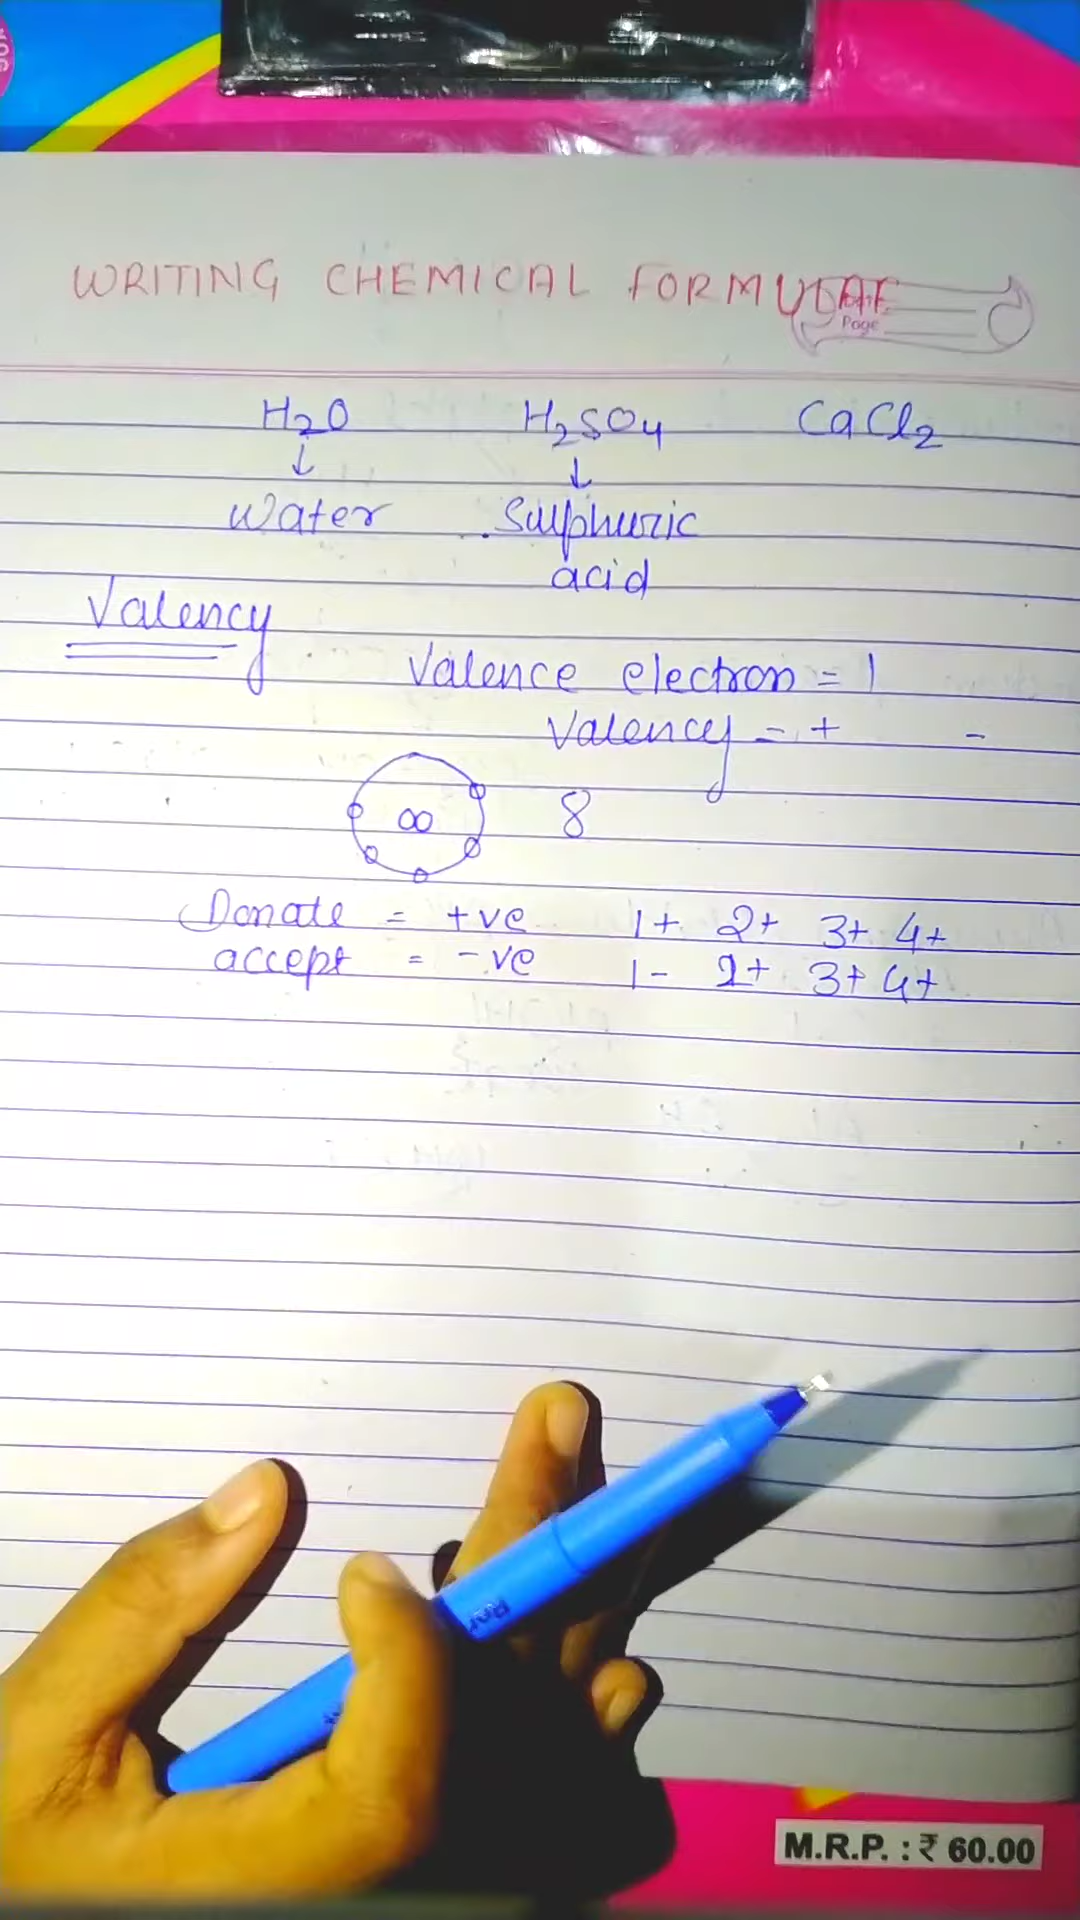 WRITING CHEMICAL FORMULAE
Page
H2O H2SO4 CaCl2
↓ ↓
Water Sulphuric
acid
Valency
Valence electron = 1
Valency = + -
8
Donate = +ve 1+ 2+ 3+ 4+
accept = -ve 1- 2+ 3+ 4+
M.R.P. : ₹ 60.00